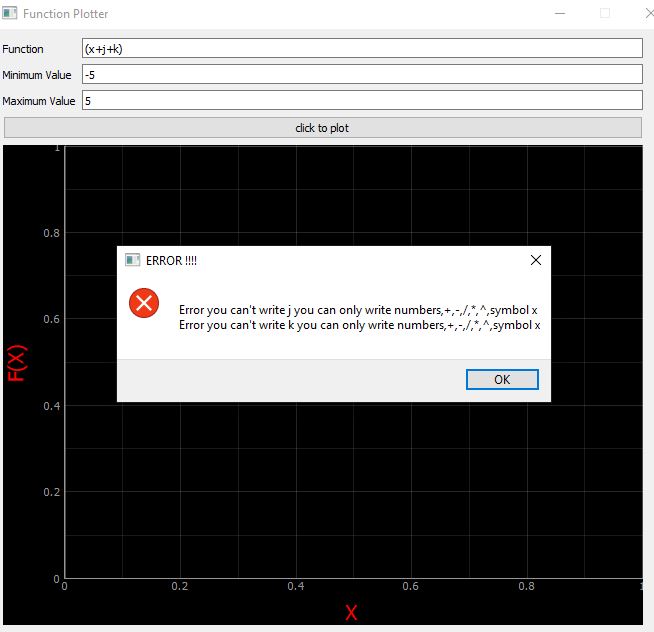 Function Plotter
Function (x+j+k)
Minimum Value -5
Maximum Value 5
click to plot
1
0.8
0.6
0.4
0.2
0
F(X)
ERROR !!!!
Error you can't write j you can only write numbers,+,-,/,*,^,symbol x
Error you can't write k you can only write numbers,+,-,/,*,^,symbol x
OK
0 0.2 0.4 0.6 0.8 1
X